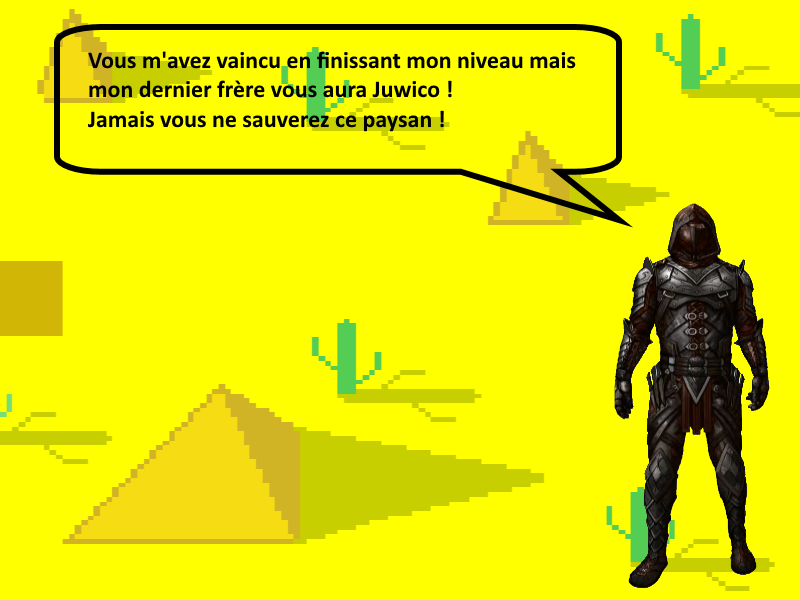 Vous m'avez vaincu en finissant mon niveau mais
mon dernier frère vous aura Juwico !
Jamais vous ne sauverez ce paysan !